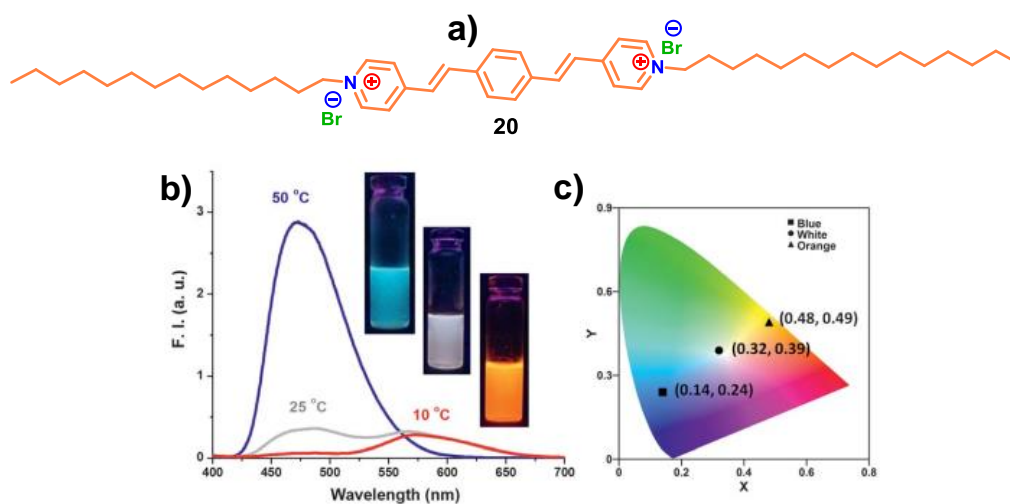 a)
N
⊕
⊖
Br
⊖
Br
⊕
N
20
b)
50 °C
25 °C
10 °C
3
2
1
0
F. I. (a. u.)
400 450 500 550 600 650 700
Wavelength (nm)
c)
0.9
0.6
0.3
0
Y
■ Blue
● White
▲ Orange
(0.48, 0.49)
(0.32, 0.39)
(0.14, 0.24)
0 0.2 0.4 0.6 0.8
X